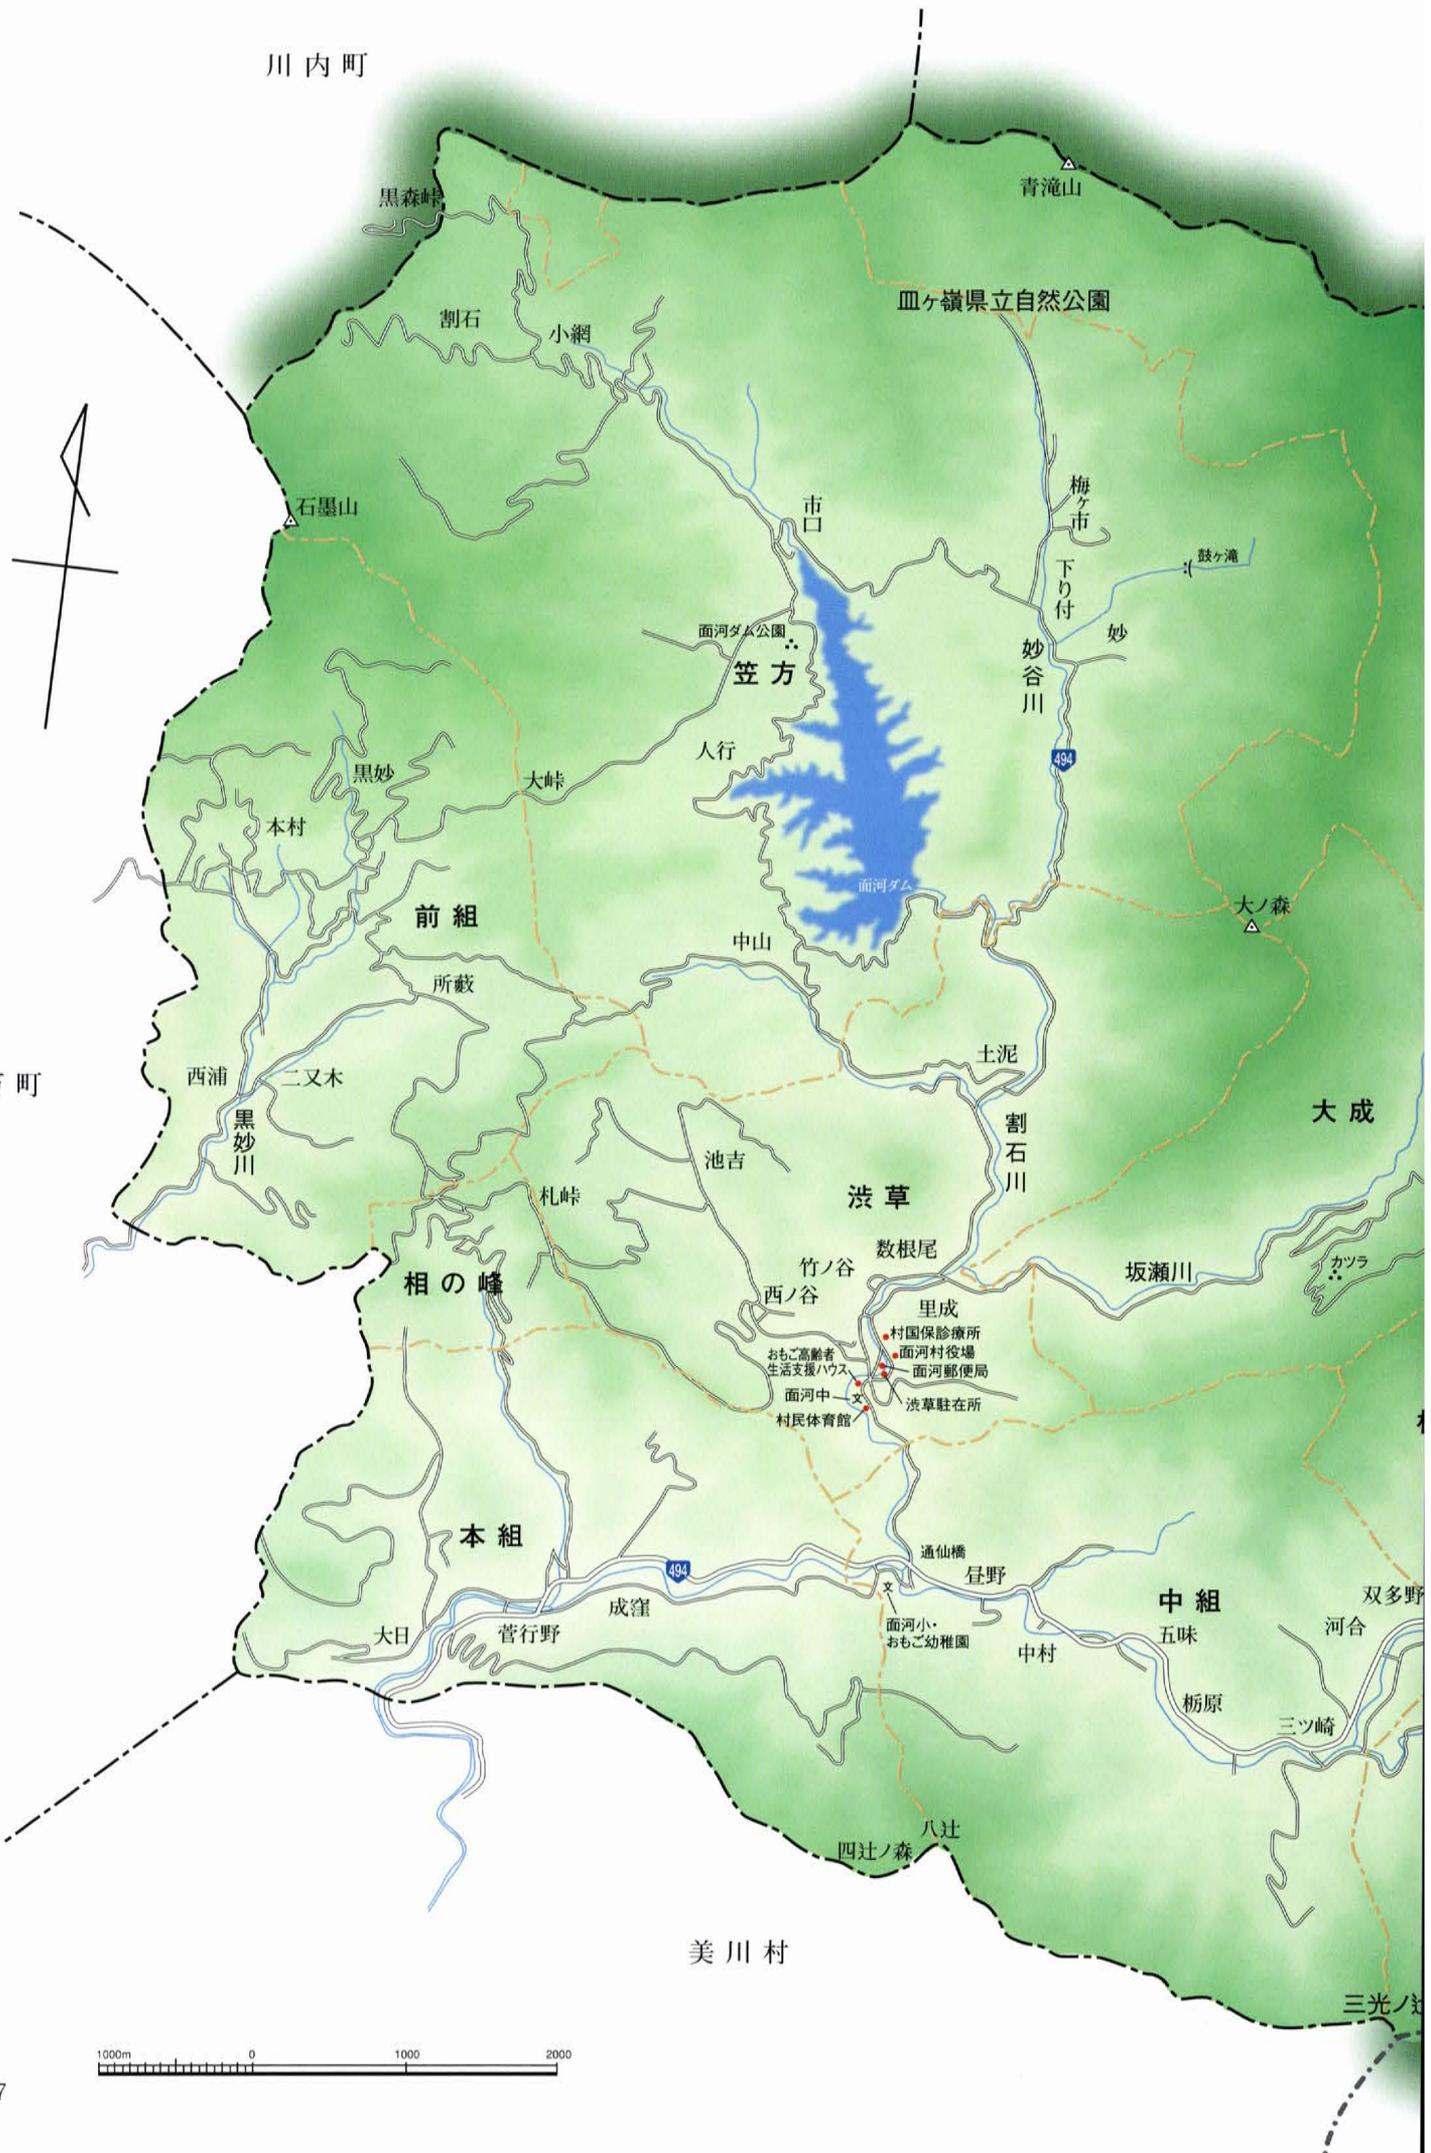 川内町
黒森峠
青滝山
皿ヶ嶺県立自然公園
割石
小網
石墨山
市口
梅ヶ市
鼓ヶ滝
下り付
妙
面河ダム公園
笠方
妙谷川
人行
494
黒妙
大峠
本村
面河ダム
大ノ森
前組
中山
所藪
土泥
町
西浦
二又木
大成
黒妙川
割石川
池吉
札峠
渋草
数根尾
竹ノ谷
坂瀬川
カツラ
相の峰
西ノ谷
里成
村国保診療所
面河村役場
おもご高齢者
生活支援ハウス
面河郵便局
面河中
文
渋草駐在所
村民体育館
本組
通仙橋
494
昼野
文
中組
双多野
成窪
大日
菅行野
面河小・
おもご幼稚園
中村
五味
河合
栃原
三ツ崎
八辻
四辻ノ森
美川村
三光ノ辻
1000m
0
1000
2000
7